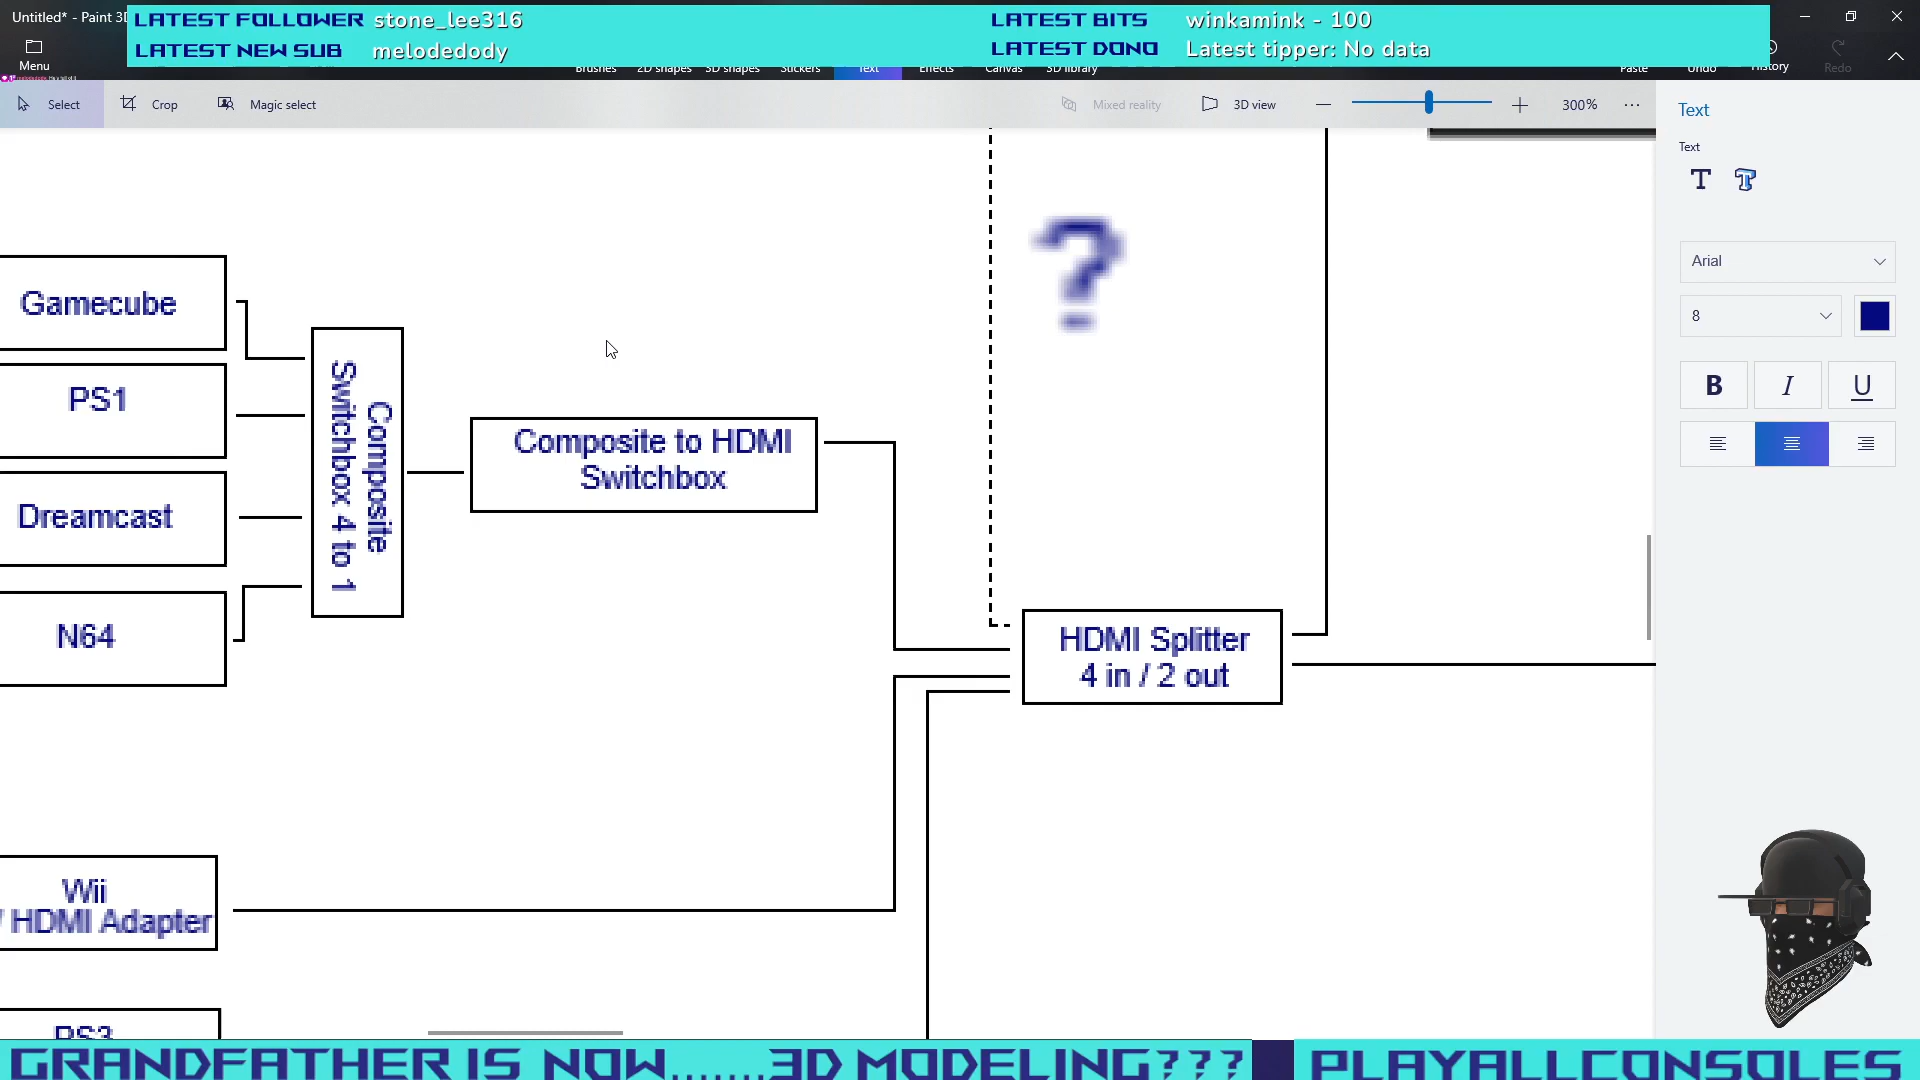 Untitled* - Paint 3D
LATEST FOLLOWER stone_lee316
LATEST NEW SUB melodedody
LATEST BITS winkamink - 100
LATEST DONO Latest tipper: No data
Menu
Brushes 2D shapes 3D shapes Stickers Text Effects Canvas 3D library Paste Undo History Redo
Select Crop Magic select Mixed reality 3D view 300%
Text
Text
T T
Arial
8
B I U
?
Gamecube
PS1
Dreamcast
N64
Composite
Switchbox 4 to 1
Composite to HDMI
Switchbox
HDMI Splitter
4 in / 2 out
Wii
/ HDMI Adapter
PS3
GRANDFATHER IS NOW.......3D MODELING??? PLAYALLCONSOLES